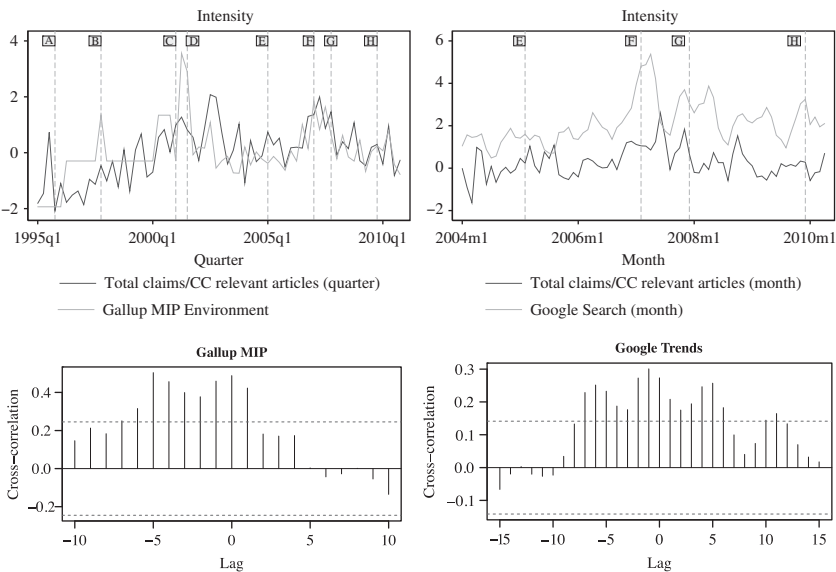 Intensity
A B C D E F G H
4
2
0
−2
1995q1 2000q1 2005q1 2010q1
Quarter
Total claims/CC relevant articles (quarter)
Gallup MIP Environment
Intensity
E F G H
6
4
2
0
−2
2004m1 2006m1 2008m1 2010m1
Month
Total claims/CC relevant articles (month)
Google Search (month)
Gallup MIP
Cross−correlation
0.4
0.2
0.0
−0.2
−10 −5 0 5 10
Lag
Google Trends
Cross−correlation
0.3
0.2
0.1
0.0
−0.1
−15 −10 −5 0 5 10 15
Lag